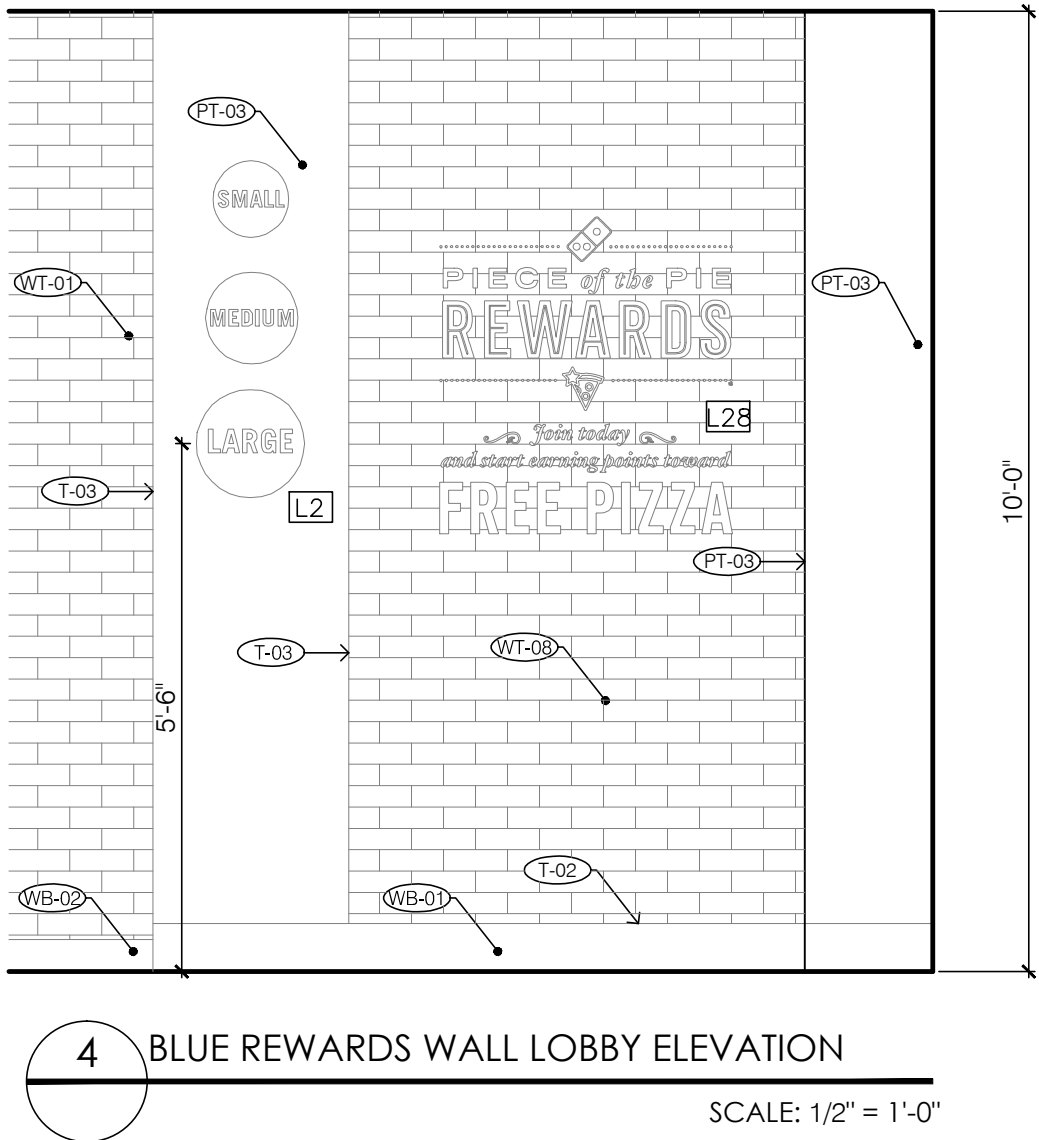 PT-03
SMALL
WT-01
PT-03
PIECE of the PIE
MEDIUM
REWARDS
L28
LARGE
Join today
and start earning points toward
T-03
L2
FREE PIZZA
10'-0"
PT-03
T-03
WT-08
5'-6"
T-02
WB-02
WB-01
4
BLUE REWARDS WALL LOBBY ELEVATION
SCALE: 1/2" = 1'-0"